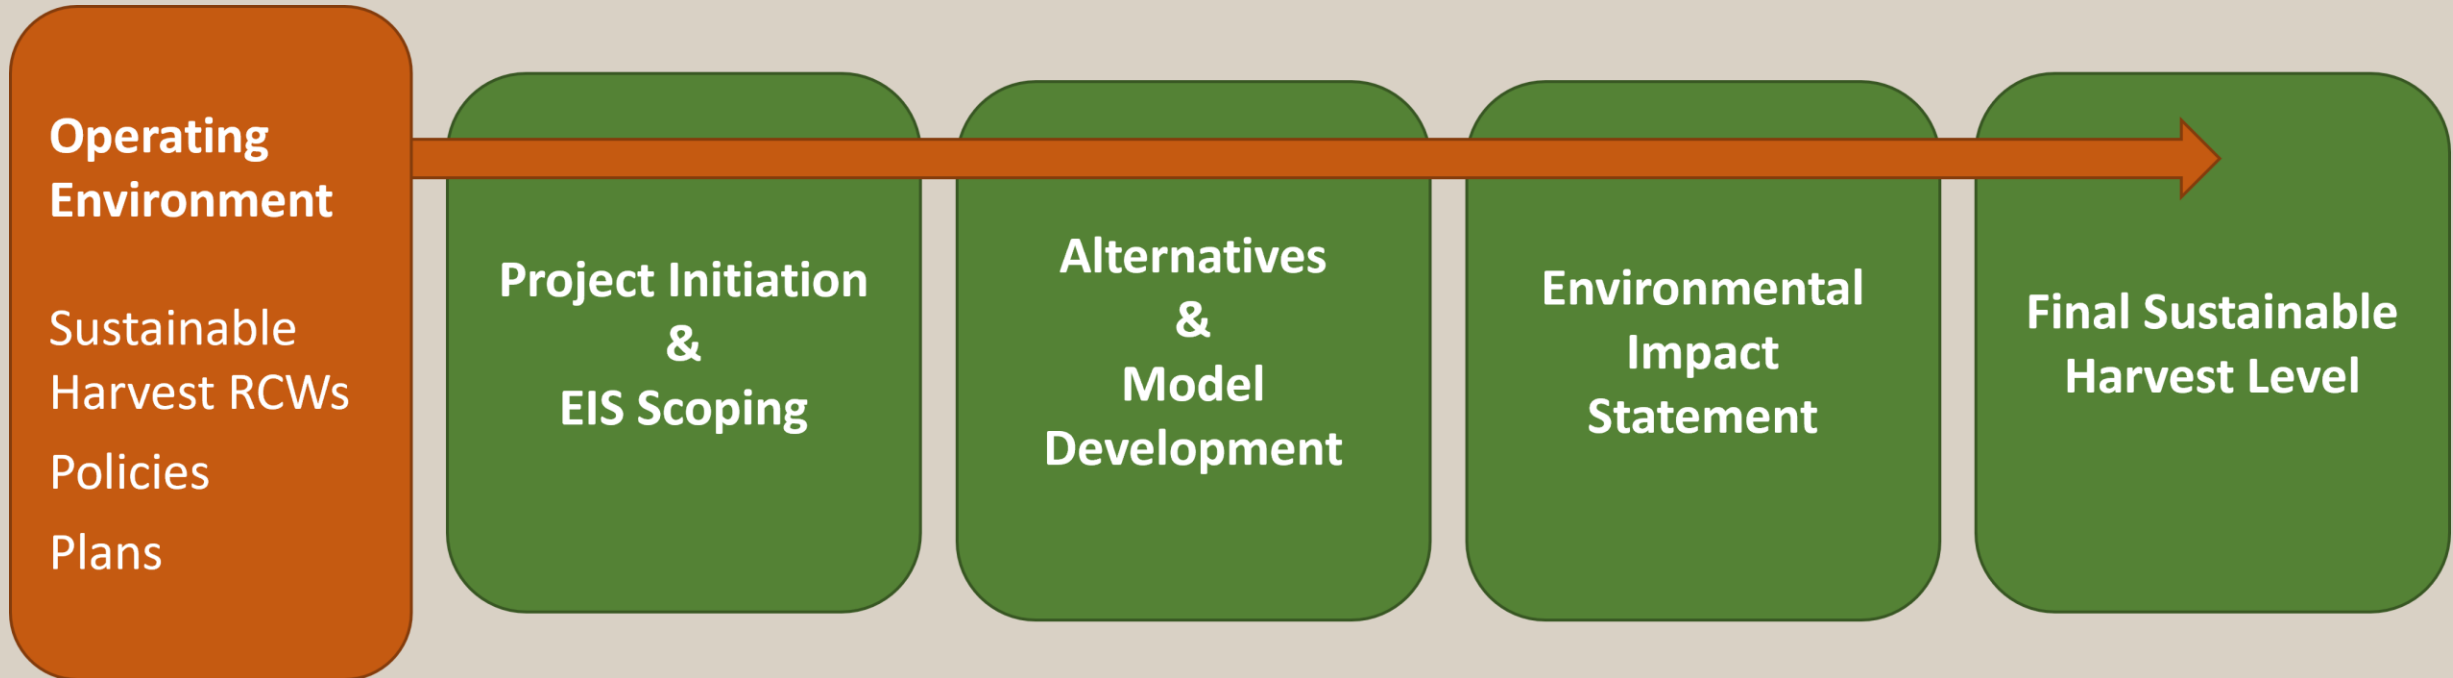 Operating
Environment
Sustainable
Harvest RCWs
Policies
Plans
Project Initiation
&
EIS Scoping
Alternatives
&
Model
Development
Environmental
Impact
Statement
Final Sustainable
Harvest Level